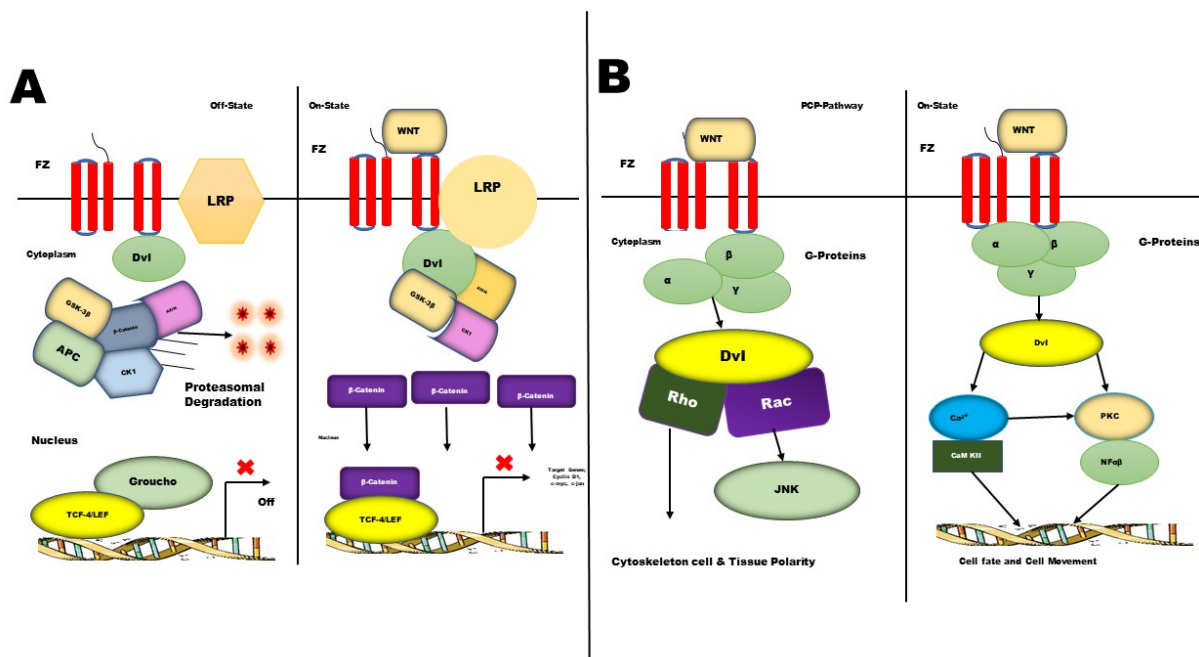 A
Off-State
FZ
LRP
Cytoplasm
Dvl
GSK-3β
β-Catenin
AXIN
APC
CK1
Proteasomal
Degradation
Nucleus
Groucho
TCF-4/LEF
Off
On-State
WNT
FZ
LRP
Dvl
GSK-3β
AXIN
CK1
β-Catenin
β-Catenin
β-Catenin
Nucleus
β-Catenin
TCF-4/LEF
Target Genes;
Cyclin D1,
c-myc, c-jun
B
PCP-Pathway
WNT
FZ
Cytoplasm
G-Proteins
β
α
γ
Dvl
Rho
Rac
JNK
Cytoskeleton cell & Tissue Polarity
On-State
WNT
G-Proteins
α
β
γ
Dvl
Ca²⁺
PKC
CaM KII
NFαβ
Cell fate and Cell Movement